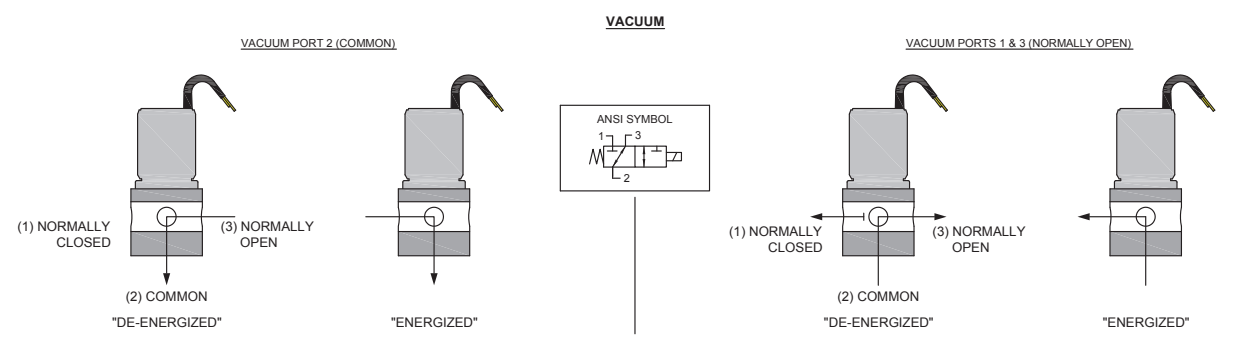 VACUUM
VACUUM PORT 2 (COMMON)
(1) NORMALLY
CLOSED
(3) NORMALLY
OPEN
(2) COMMON
"DE-ENERGIZED"
"ENERGIZED"
ANSI SYMBOL
1
3
2
VACUUM PORTS 1 & 3 (NORMALLY OPEN)
(1) NORMALLY
CLOSED
(3) NORMALLY
OPEN
(2) COMMON
"DE-ENERGIZED"
"ENERGIZED"